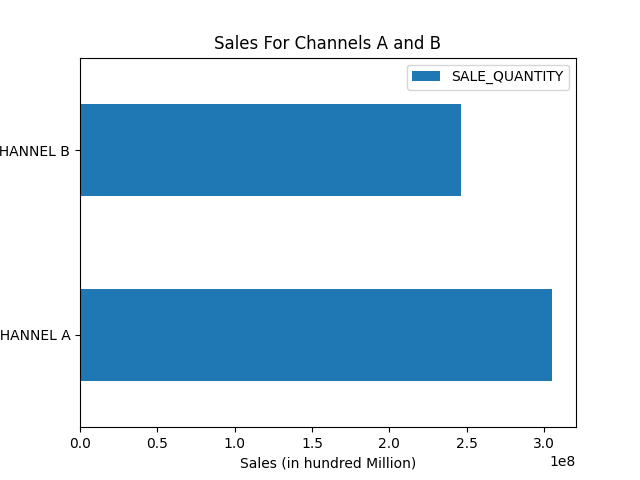 Sales For Channels A and B
SALE_QUANTITY
HANNEL B
HANNEL A
0.0 0.5 1.0 1.5 2.0 2.5 3.0
1e8
Sales (in hundred Million)